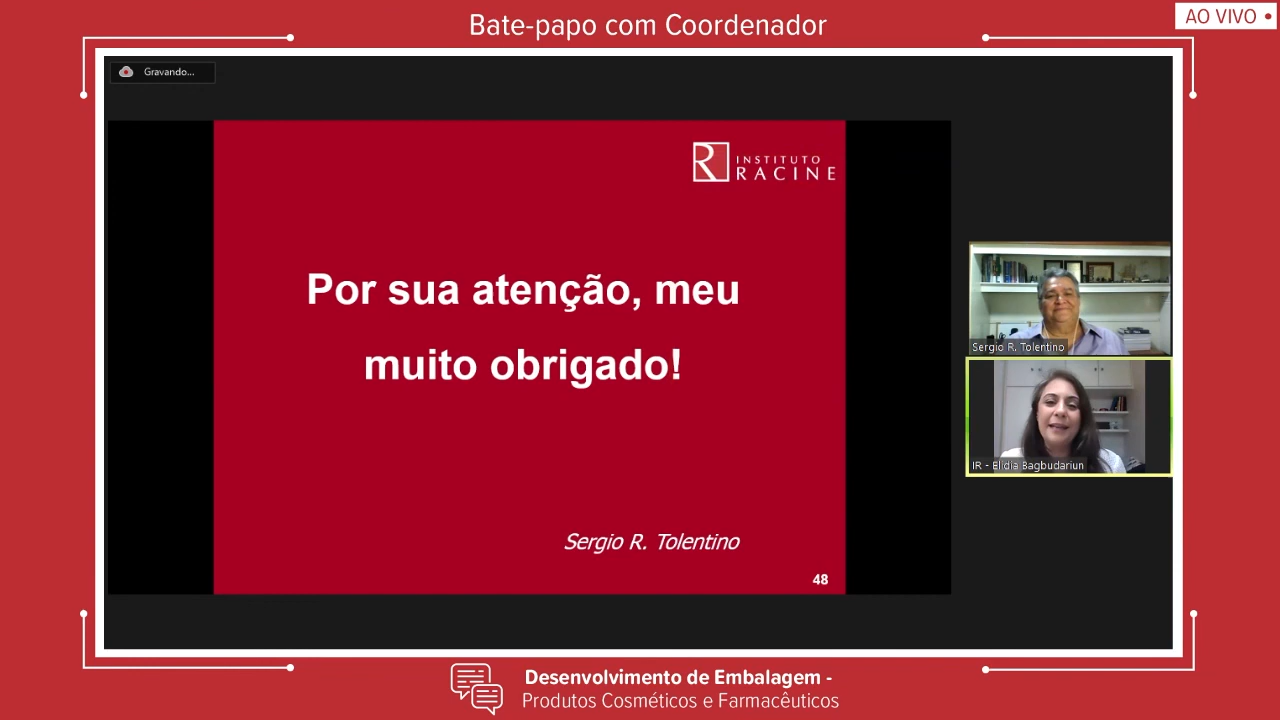 Bate-papo com Coordenador
AO VIVO
Gravando...
R
INSTITUTO
RACINE
Por sua atenção, meu
muito obrigado!
Sergio R. Tolentino
48
Sergio R. Tolentino
IR - Elidia Bagbudariun
Desenvolvimento de Embalagem -
Produtos Cosméticos e Farmacêuticos